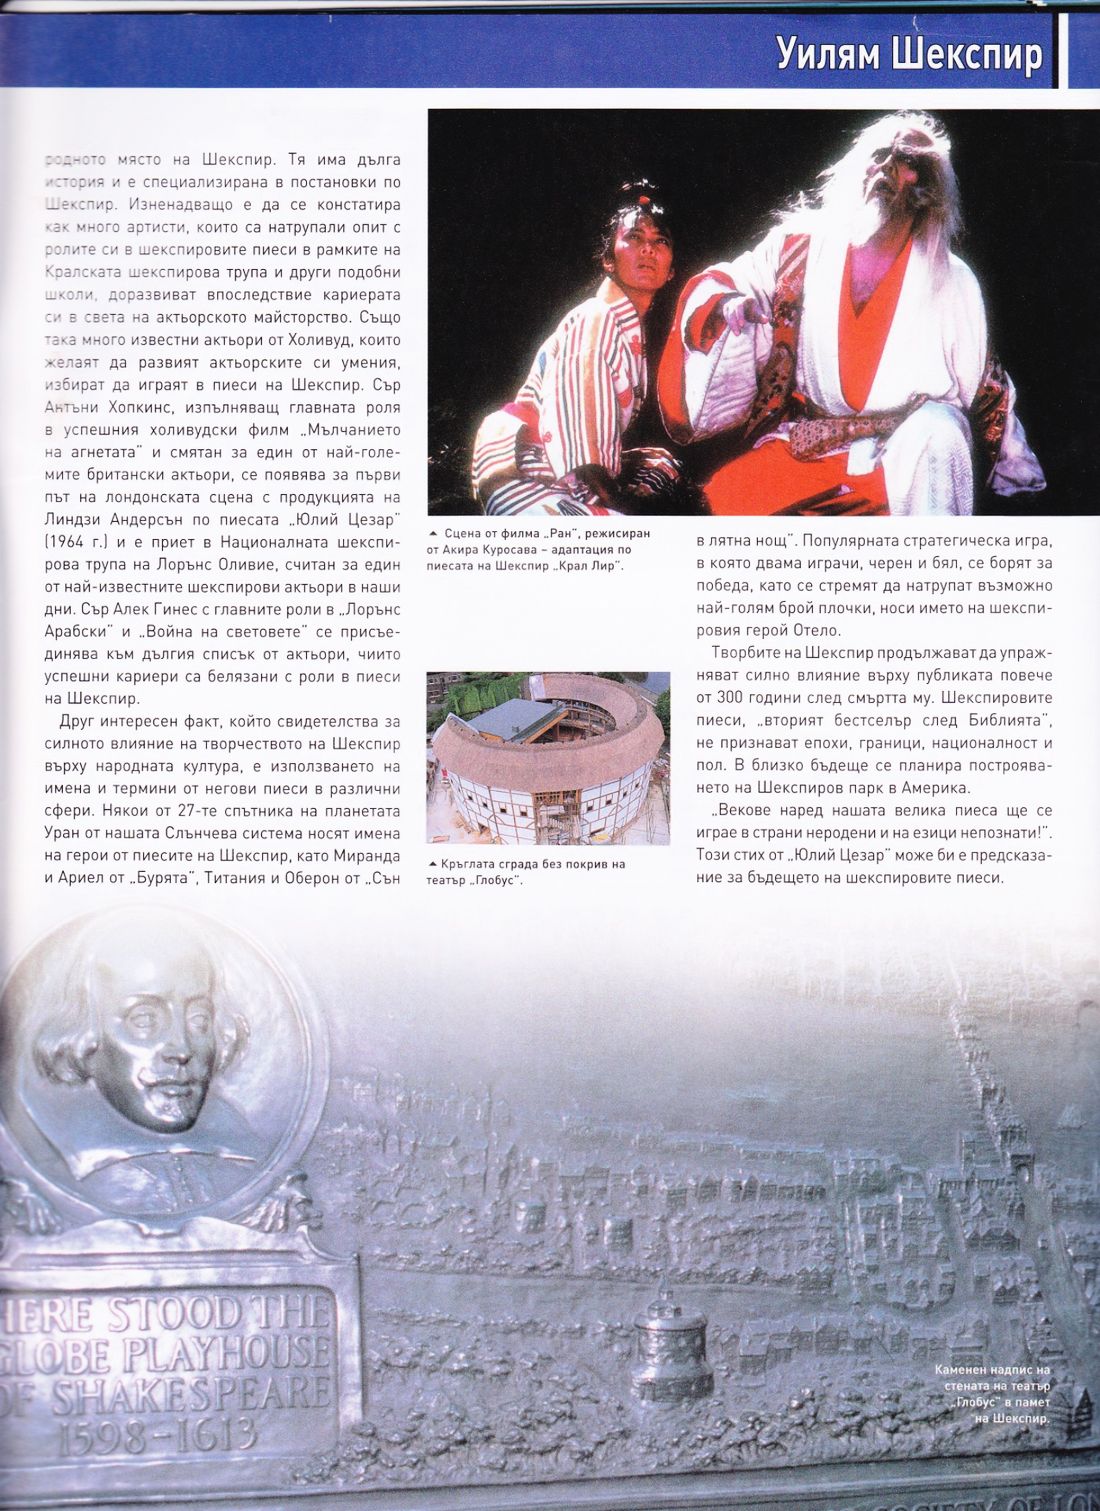 Уилям Шекспир
родното място на Шекспир. Тя има дълга
история и е специализирана в постановки по
Шекспир. Изненадващо е да се констатира
как много артисти, които са натрупали опит с
ролите си в шекспировите пиеси в рамките на
Кралската шекспирова трупа и други подобни
школи, доразвиват впоследствие кариерата
си в света на актьорското майсторство. Също
така много известни актьори от Холивуд, които
желаят да развият актьорските си умения,
избират да играят в пиеси на Шекспир. Сър
Антъни Хопкинс, изпълняващ главната роля
в успешния холивудски филм „Мълчанието
на агнетата“ и смятан за един от най-голе-
мите британски актьори, се появява за първи
път на лондонската сцена с продукцията на
Линдзи Андерсън по пиесата „Юлий Цезар“
(1964 г.) и е приет в Националната шекспи-
рова трупа на Лорънс Оливие, считан за един
от най-известните шекспирови актьори в наши
дни. Сър Алек Гинес с главните роли в „Лорънс
Арабски“ и „Война на световете“ се присъе-
динява към дългия списък от актьори, чиито
успешни кариери са белязани с роли в пиеси
на Шекспир.
Друг интересен факт, който свидетелства за
силното влияние на творчеството на Шекспир
върху народната култура, е използването на
имена и термини от негови пиеси в различни
сфери. Някои от 27-те спътника на планетата
Уран от нашата Слънчева система носят имена
на герои от пиесите на Шекспир, като Миранда
и Ариел от „Бурята“, Титания и Оберон от „Сън
Сцена от филма „Ран“, режисиран
от Акира Куросава – адаптация по
пиесата на Шекспир „Крал Лир“.
Кръглата сграда без покрив на
театър „Глобус“.
в лятна нощ“. Популярната стратегическа игра,
в която двама играчи, черен и бял, се борят за
победа, като се стремят да натрупат възможно
най-голям брой плочки, носи името на шекспи-
ровия герой Отело.
Творбите на Шекспир продължават да упраж-
няват силно влияние върху публиката повече
от 300 години след смъртта му. Шекспировите
пиеси, „вторият бестселър след Библията“,
не признават епохи, граници, националност и
пол. В близко бъдеще се планира построява-
нето на Шекспиров парк в Америка.
„Векове наред нашата велика пиеса ще се
играе в страни неродени и на езици непознати!“.
Този стих от „Юлий Цезар“ може би е предсказа-
ние за бъдещето на шекспировите пиеси.
HERE STOOD THE
GLOBE PLAYHOUSE
OF SHAKESPEARE
1598–1613
Каменен надпис на
стената на театър
„Глобус“ в памет
на Шекспир.